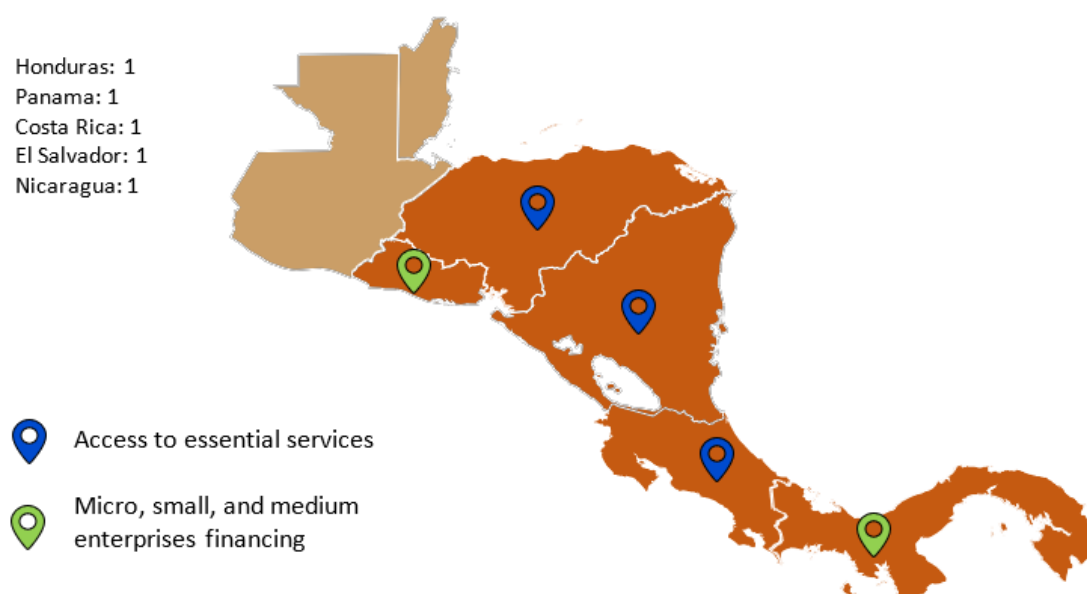 Honduras: 1
Panama: 1
Costa Rica: 1
El Salvador: 1
Nicaragua: 1
Access to essential services
Micro, small, and medium
enterprises financing